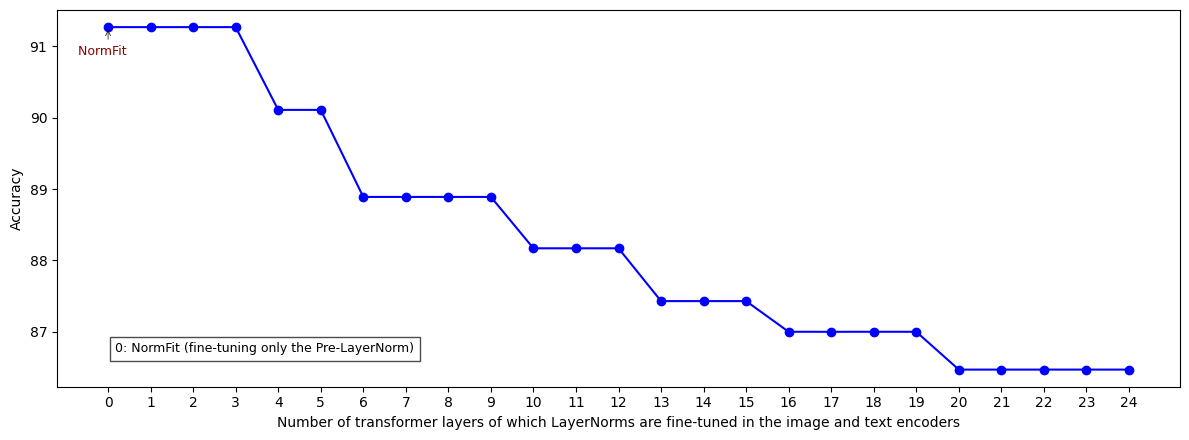 91
90
89
88
87
Accuracy
NormFit
0: NormFit (fine-tuning only the Pre-LayerNorm)
0 1 2 3 4 5 6 7 8 9 10 11 12 13 14 15 16 17 18 19 20 21 22 23 24
Number of transformer layers of which LayerNorms are fine-tuned in the image and text encoders